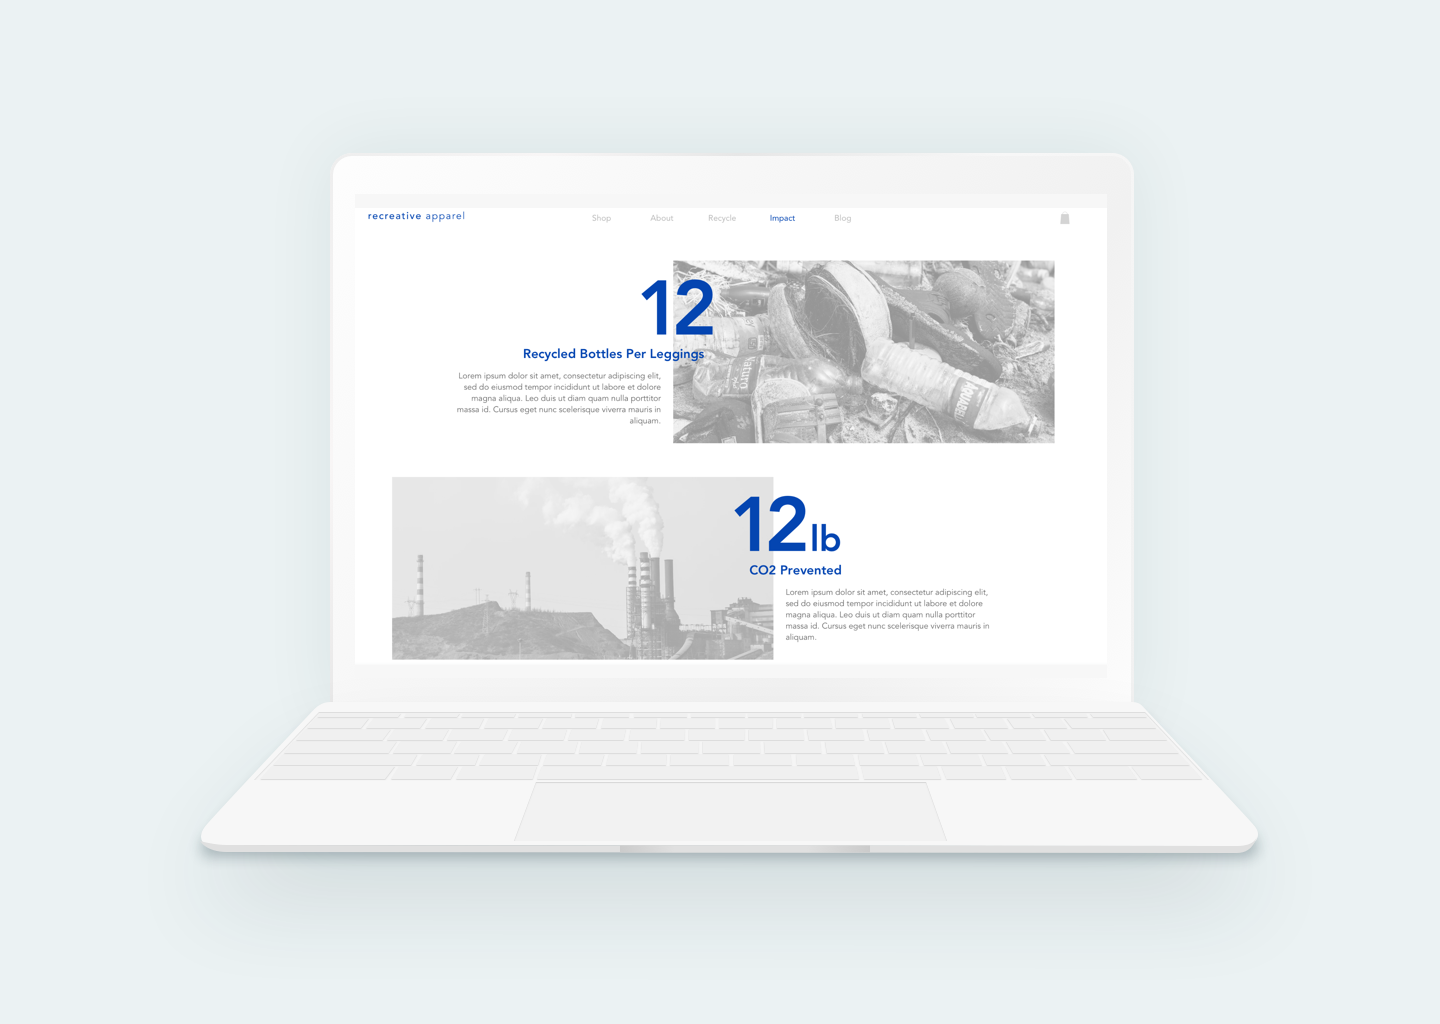 recreative apparel
Shop About Recycle Impact Blog
12
Recycled Bottles Per Leggings
Lorem ipsum dolor sit amet, consectetur adipiscing elit,
sed do eiusmod tempor incididunt ut labore et dolore
magna aliqua. Leo duis ut diam quam nulla porttitor
massa id. Cursus eget nunc scelerisque viverra mauris in
aliquam.
12lb
CO2 Prevented
Lorem ipsum dolor sit amet, consectetur adipiscing elit,
sed do eiusmod tempor incididunt ut labore et dolore
magna aliqua. Leo duis ut diam quam nulla porttitor
massa id. Cursus eget nunc scelerisque viverra mauris in
aliquam.